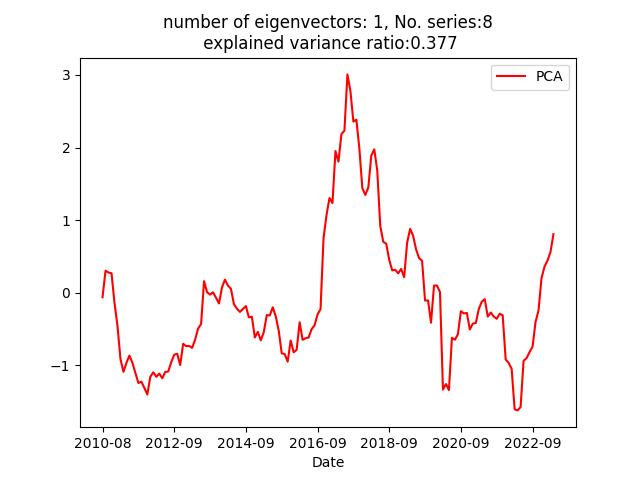 number of eigenvectors: 1, No. series:8
explained variance ratio:0.377
PCA
3
2
1
0
−1
2010-08 2012-09 2014-09 2016-09 2018-09 2020-09 2022-09
Date